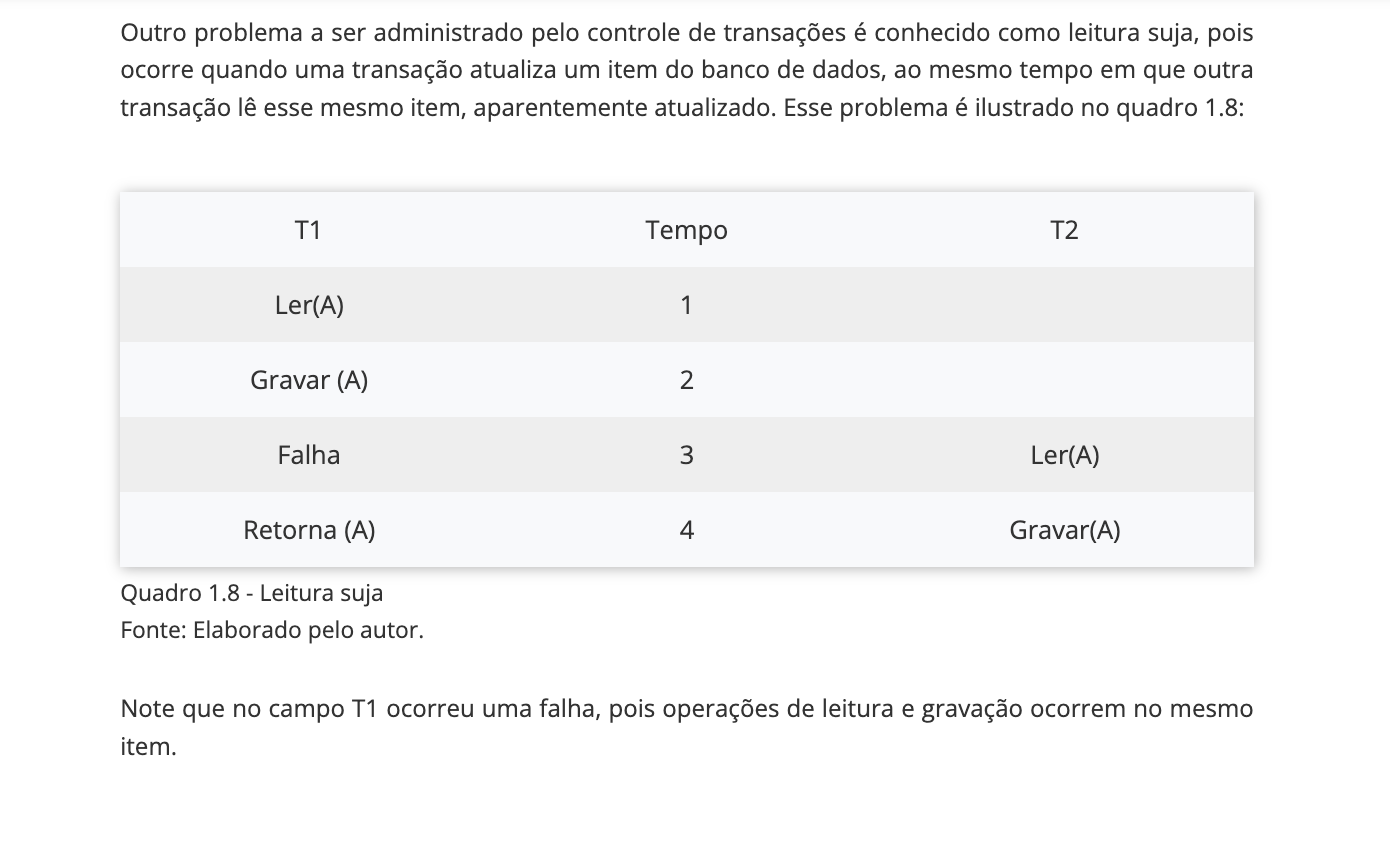 Outro problema a ser administrado pelo controle de transações é conhecido como leitura suja, pois
ocorre quando uma transação atualiza um item do banco de dados, ao mesmo tempo em que outra
transação lê esse mesmo item, aparentemente atualizado. Esse problema é ilustrado no quadro 1.8:
T1 Tempo T2
Ler(A) 1
Gravar (A) 2
Falha 3 Ler(A)
Retorna (A) 4 Gravar(A)
Quadro 1.8 - Leitura suja
Fonte: Elaborado pelo autor.
Note que no campo T1 ocorreu uma falha, pois operações de leitura e gravação ocorrem no mesmo
item.